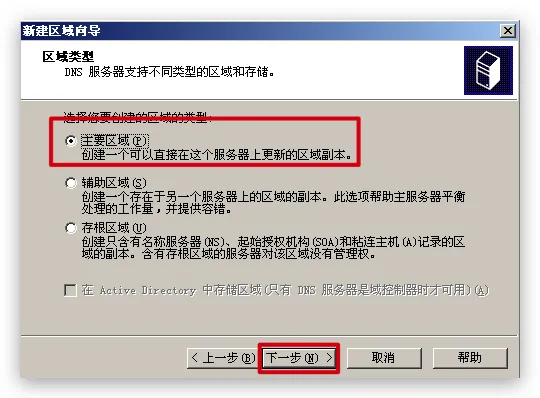 新建区域向导
区域类型
DNS 服务器支持不同类型的区域和存储。
选择您要创建的区域的类型:
主要区域(P)
创建一个可以直接在这个服务器上更新的区域副本。
辅助区域(S)
创建一个存在于另一个服务器上的区域的副本。此选项帮助主服务器平衡
处理的工作量，并提供容错。
存根区域(U)
创建只含有名称服务器(NS)、起始授权机构(SOA)和粘连主机(A)记录的区
域的副本。含有存根区域的服务器对该区域没有管理权。
在 Active Directory 中存储区域(只有 DNS 服务器是域控制器时才可用)(A)
< 上一步(B) 下一步(N) > 取消 帮助